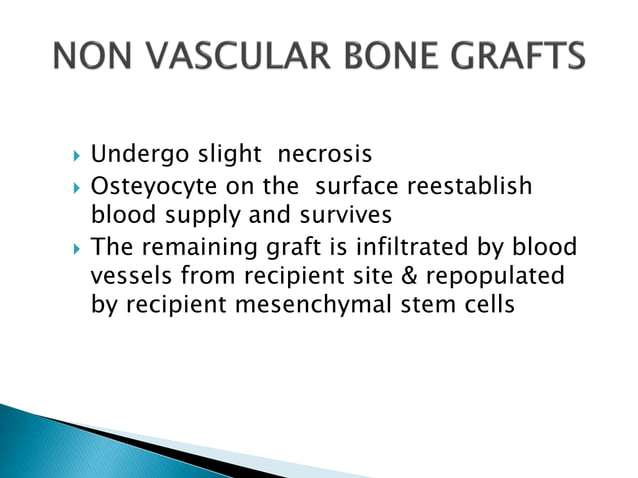 NON VASCULAR BONE GRAFTS
Undergo slight  necrosis
Osteyocyte on the  surface reestablish
blood supply and survives
The remaining graft is infiltrated by blood
vessels from recipient site & repopulated
by recipient mesenchymal stem cells